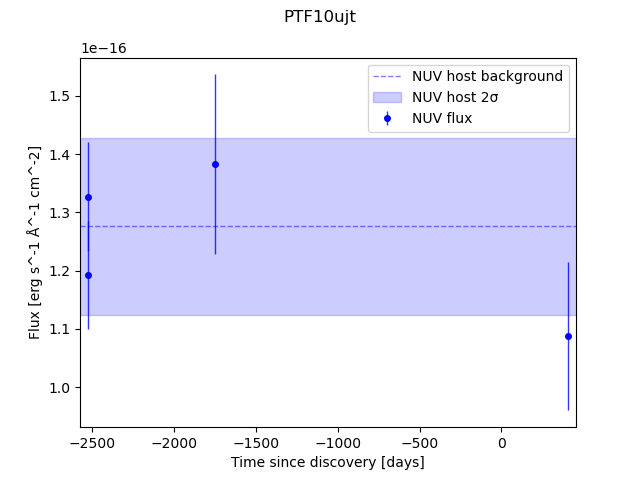 PTF10ujt
1e−16
NUV host background
NUV host 2σ
NUV flux
1.5
1.4
1.3
1.2
1.1
1.0
Flux [erg s^-1 Å^-1 cm^-2]
−2500 −2000 −1500 −1000 −500 0
Time since discovery [days]